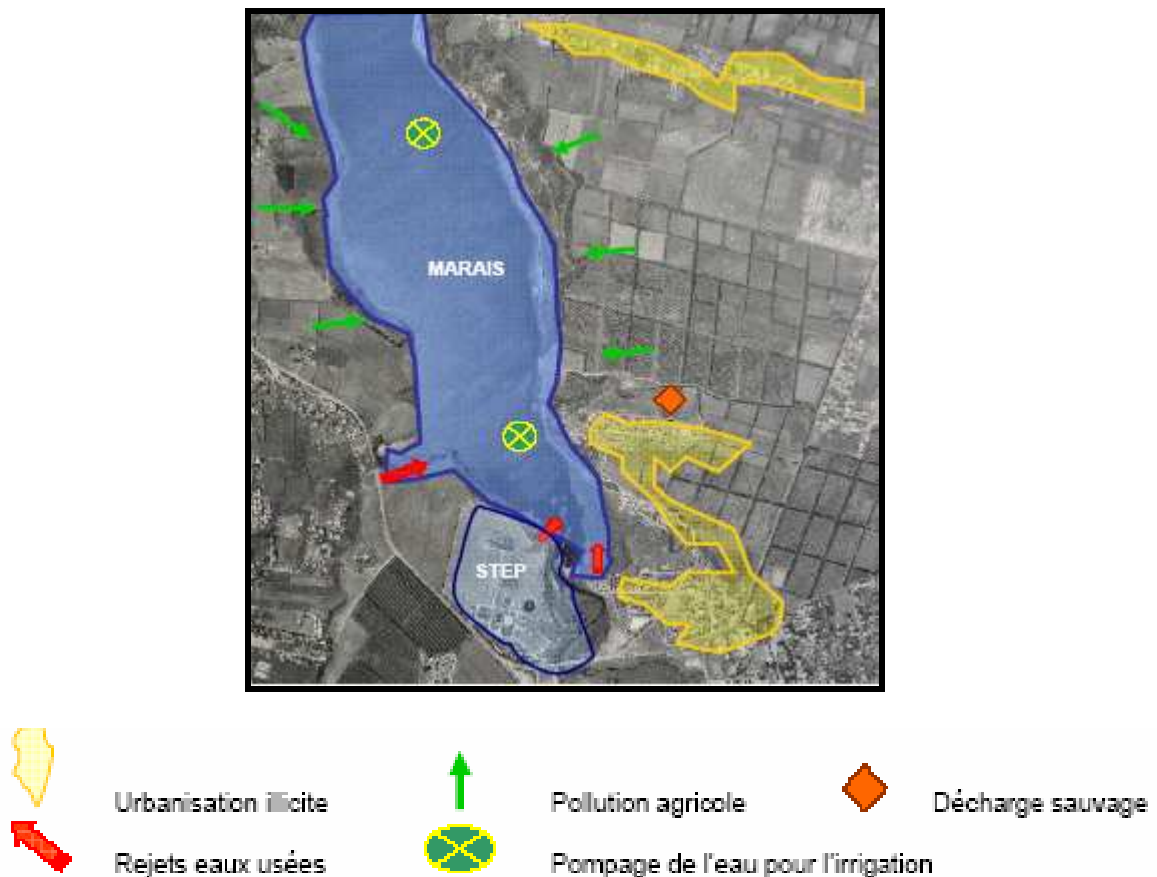 MARAIS
STEP
Urbanisation illicite
Pollution agricole
Décharge sauvage
Rejets eaux usées
Pompage de l'eau pour l'irrigation